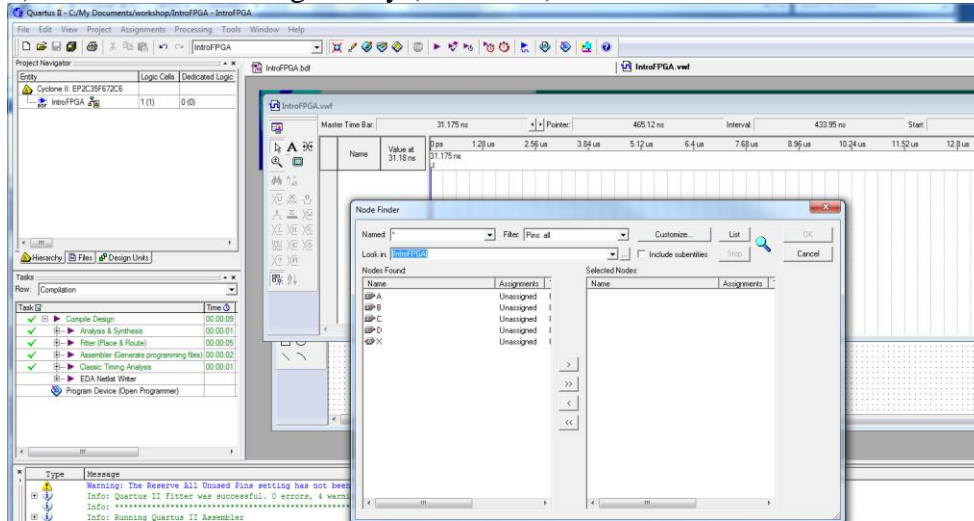 Quartus II - C:/My Documents/workshop/IntroFPGA - IntroFPGA
File Edit View Project Assignments Processing Tools Window Help
IntroFPGA
Project Navigator
Entity Logic Cells Dedicated Logic
Cyclone II: EP2C35F672C6
IntroFPGA 1 (1) 0 (0)
Hierarchy Files Design Units
Tasks
Flow: Compilation
Task Time
Compile Design 00:00:09
Analysis & Synthesis 00:00:01
Fitter (Place & Route) 00:00:05
Assembler (Generate programming files) 00:00:02
Classic Timing Analysis 00:00:01
EDA Netlist Writer
Program Device (Open Programmer)
IntroFPGA.bdf IntroFPGA.vwf
IntroFPGA.vwf
Master Time Bar: 31.175 ns Pointer: 465.12 ns Interval: 433.95 ns Start:
Name Value at 31.18 ns
0 ps 1.28 us 2.56 us 3.84 us 5.12 us 6.4 us 7.68 us 8.96 us 10.24 us 11.52 us 12.8 us
31.175 ns
Node Finder
Named: * Filter: Pins: all Customize... List OK
Look in: |IntroFPGA| ... Include subentities Stop Cancel
Nodes Found: Selected Nodes:
Name Assignments Name Assignments
A Unassigned
B Unassigned
C Unassigned
D Unassigned
X Unassigned
>
>>
<
<<
Type Message
Warning: The Reserve All Unused Pins setting has not been
Info: Quartus II Fitter was successful. 0 errors, 4 warni
Info: *******************************************
Info: Running Quartus II Assembler